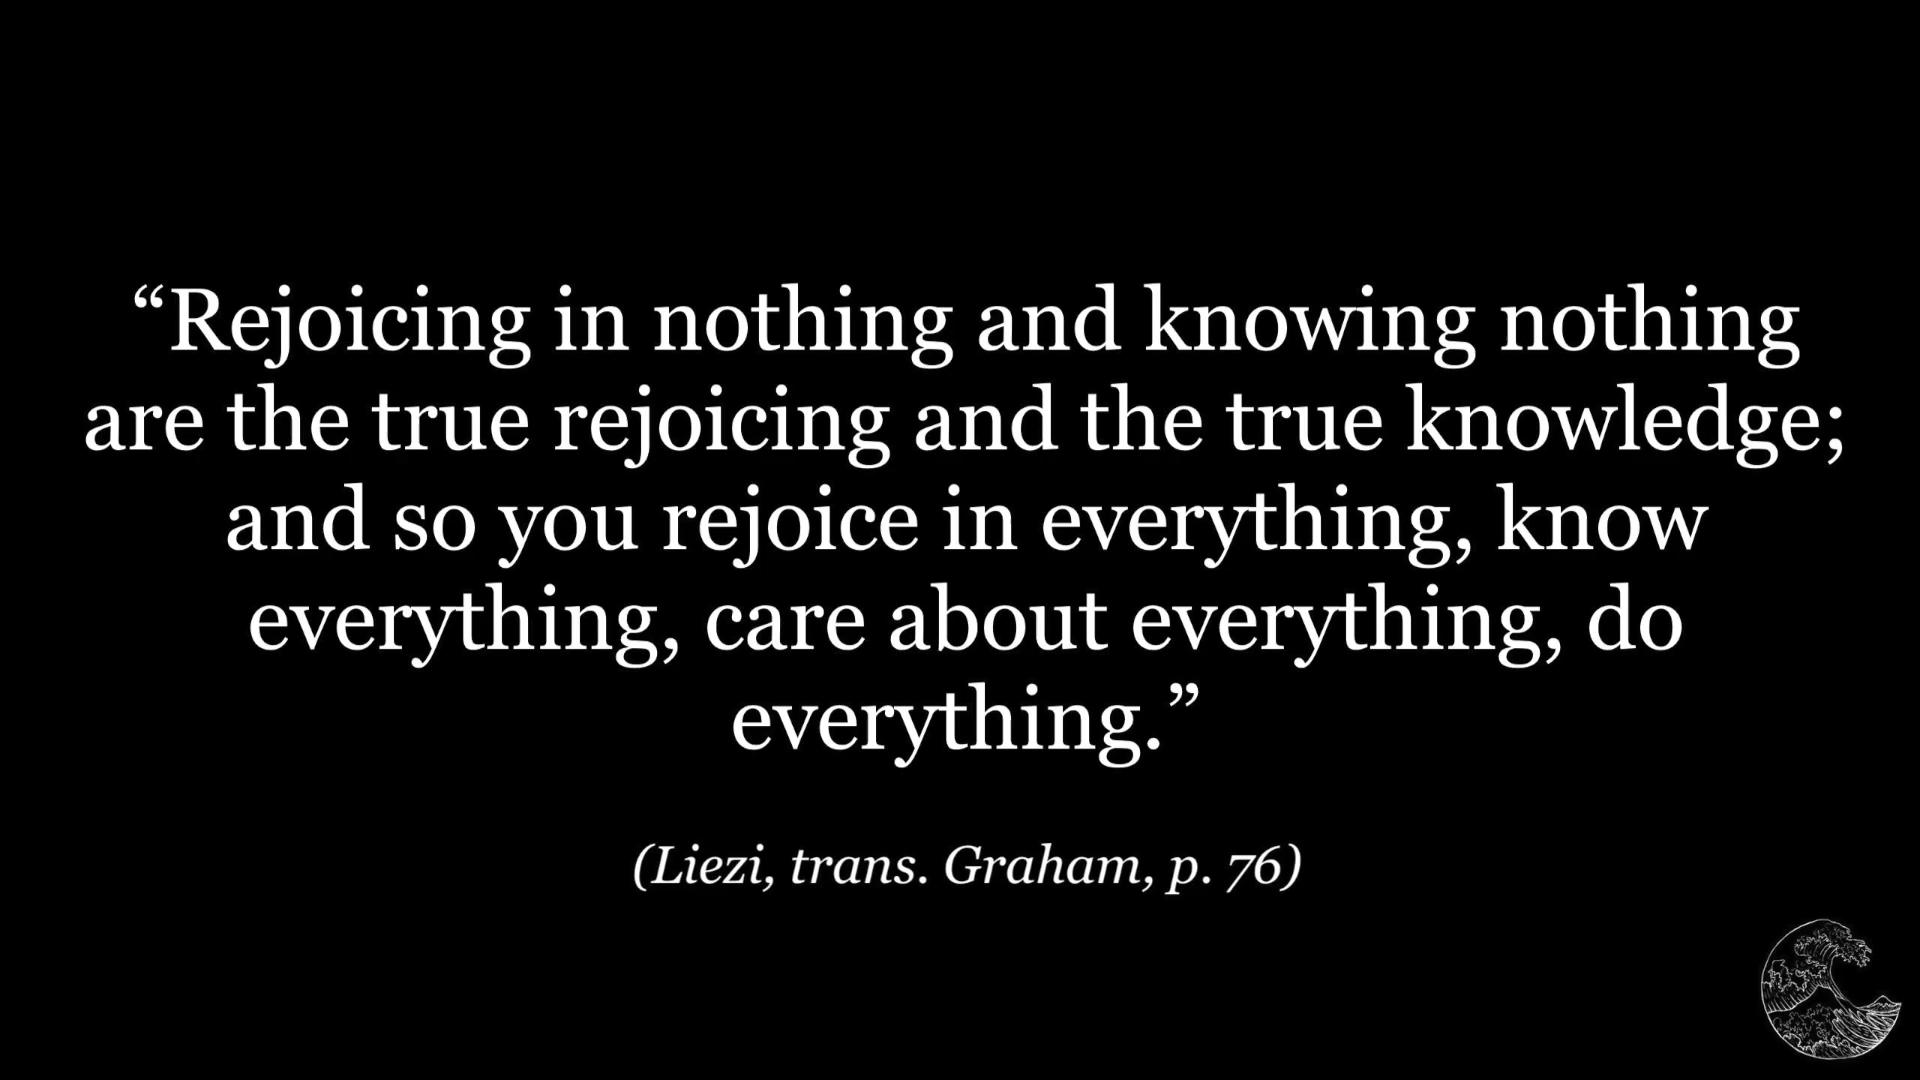 “Rejoicing in nothing and knowing nothing
are the true rejoicing and the true knowledge;
and so you rejoice in everything, know
everything, care about everything, do
everything.”
(Liezi, trans. Graham, p. 76)